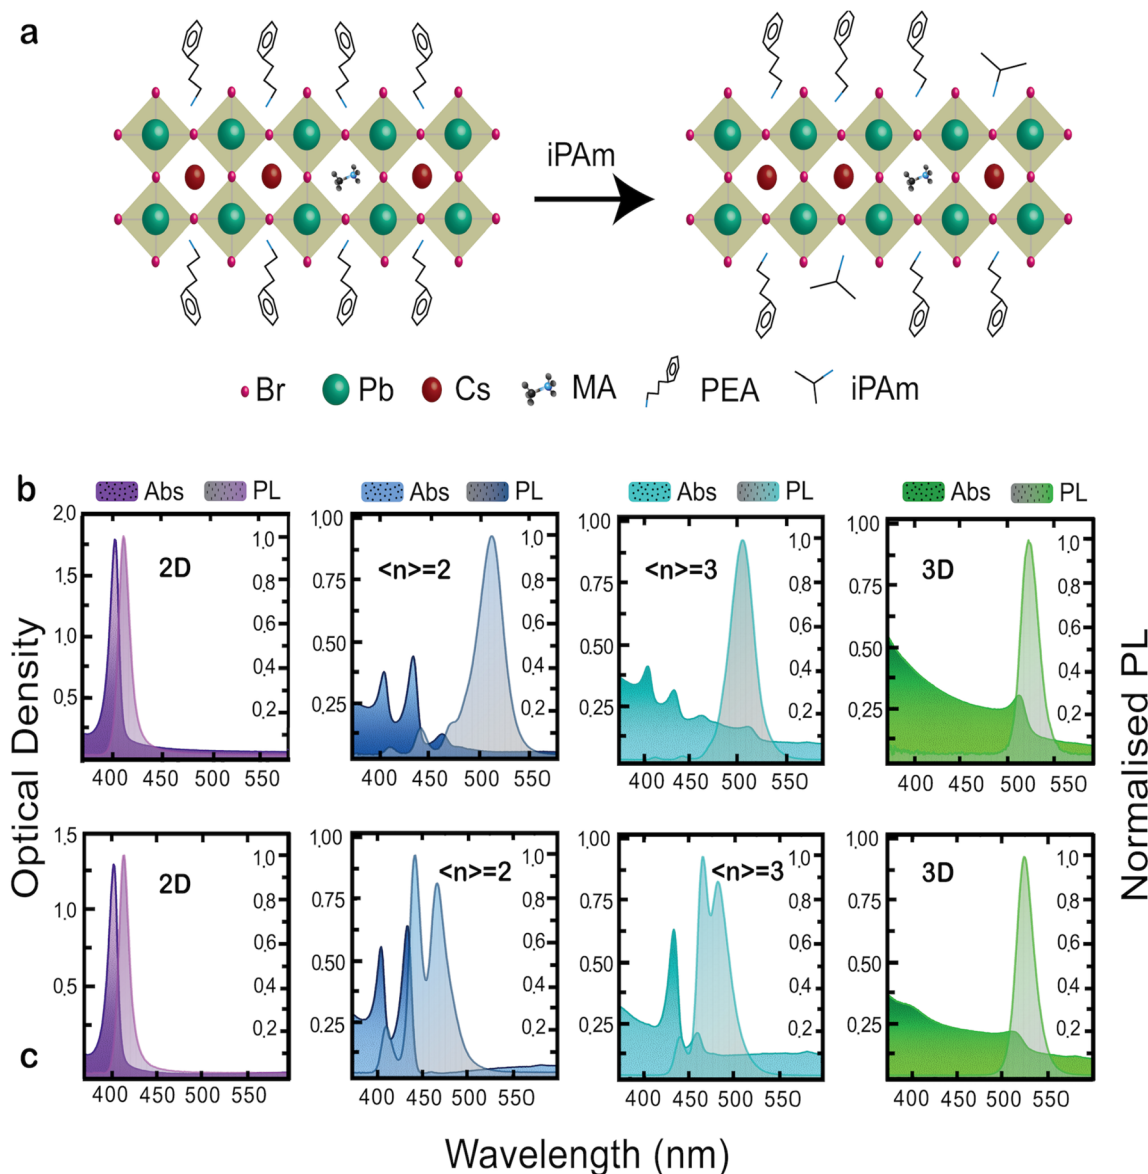 a
iPAm
Br Pb Cs MA PEA iPAm
b
Abs PL Abs PL Abs PL Abs PL
2.0 1.5 1.0 0.5
1.0 0.8 0.6 0.4 0.2
2D
400 450 500 550
1.00 0.75 0.50 0.25
1.0 0.8 0.6 0.4 0.2
<n>=2
400 450 500 550
1.00 0.75 0.50 0.25
1.0 0.8 0.6 0.4 0.2
<n>=3
400 450 500 550
1.00 0.75 0.50 0.25
1.0 0.8 0.6 0.4 0.2
3D
400 450 500 550
Optical Density
Normalised PL
c
1.5 1.0 0.5
1.0 0.8 0.6 0.4 0.2
2D
400 450 500 550
1.00 0.75 0.50 0.25
1.0 0.8 0.6 0.4 0.2
<n>=2
400 450 500 550
1.00 0.75 0.50 0.25
1.0 0.8 0.6 0.4 0.2
<n>=3
400 450 500 550
1.00 0.75 0.50 0.25
1.0 0.8 0.6 0.4 0.2
3D
400 450 500 550
Wavelength (nm)